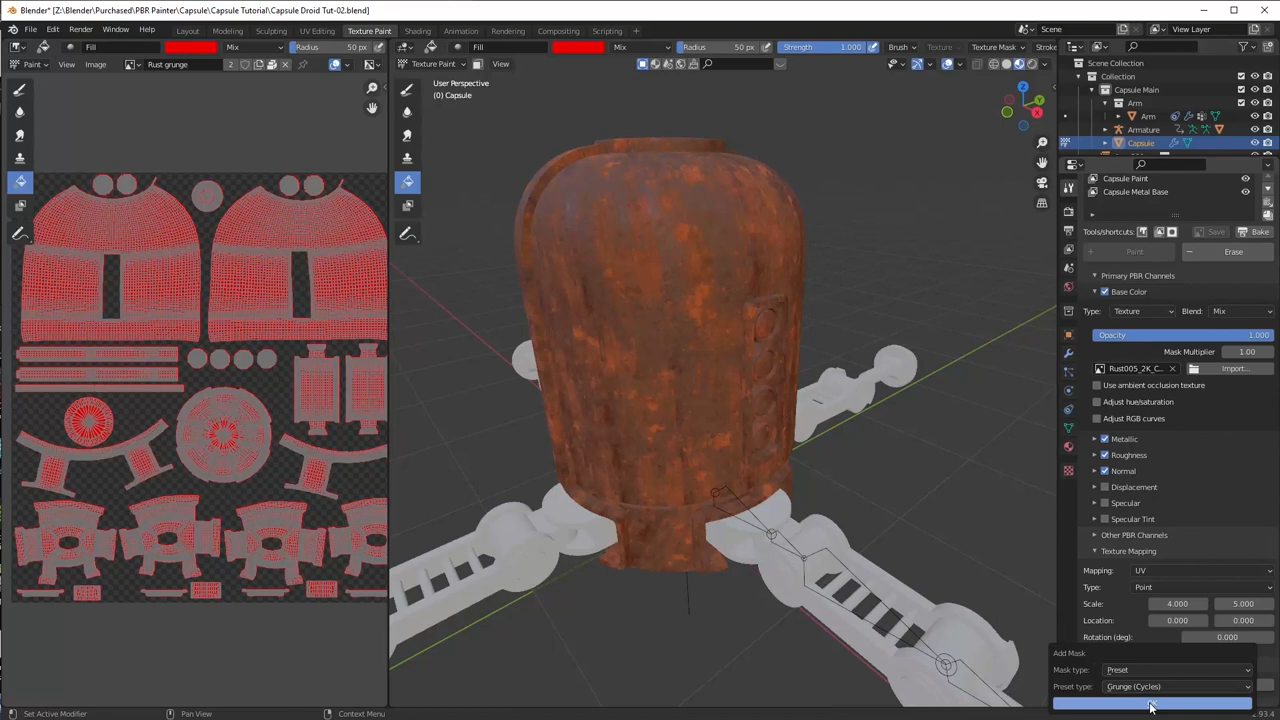 Blender* [Z:\Blender\Purchased\PBR Painter\Capsule\Capsule Tutorial\Capsule Droid Tut-02.blend]
File Edit Render Window Help Layout Modeling Sculpting UV Editing Texture Paint Shading Animation Rendering Compositing Scripting Scene View Layer
Fill Mix Radius 50 px Fill Mix Radius 50 px Strength 1.000 Brush Texture Texture Mask Stroke
Paint View Image Rust grunge 2 Texture Paint View
User Perspective
(0) Capsule
Scene Collection
Collection
Capsule Main
Arm
Arm
Armature
Capsule
Capsule Paint
Capsule Metal Base
Tools/shortcuts: Save Bake
Paint Erase
Primary PBR Channels
Base Color
Type: Texture Blend: Mix
Opacity 1.000
Mask Multiplier 1.00
Rust005_2K_C... Import...
Use ambient occlusion texture
Adjust hue/saturation
Adjust RGB curves
Metallic
Roughness
Normal
Displacement
Specular
Specular Tint
Other PBR Channels
Texture Mapping
Mapping: UV
Type: Point
Scale: 4.000 5.000
Location: 0.000 0.000
Rotation (deg): 0.000
Add Mask
Mask type: Preset
Preset type: Grunge (Cycles)
Set Active Modifier Pan View Context Menu 2.93.4